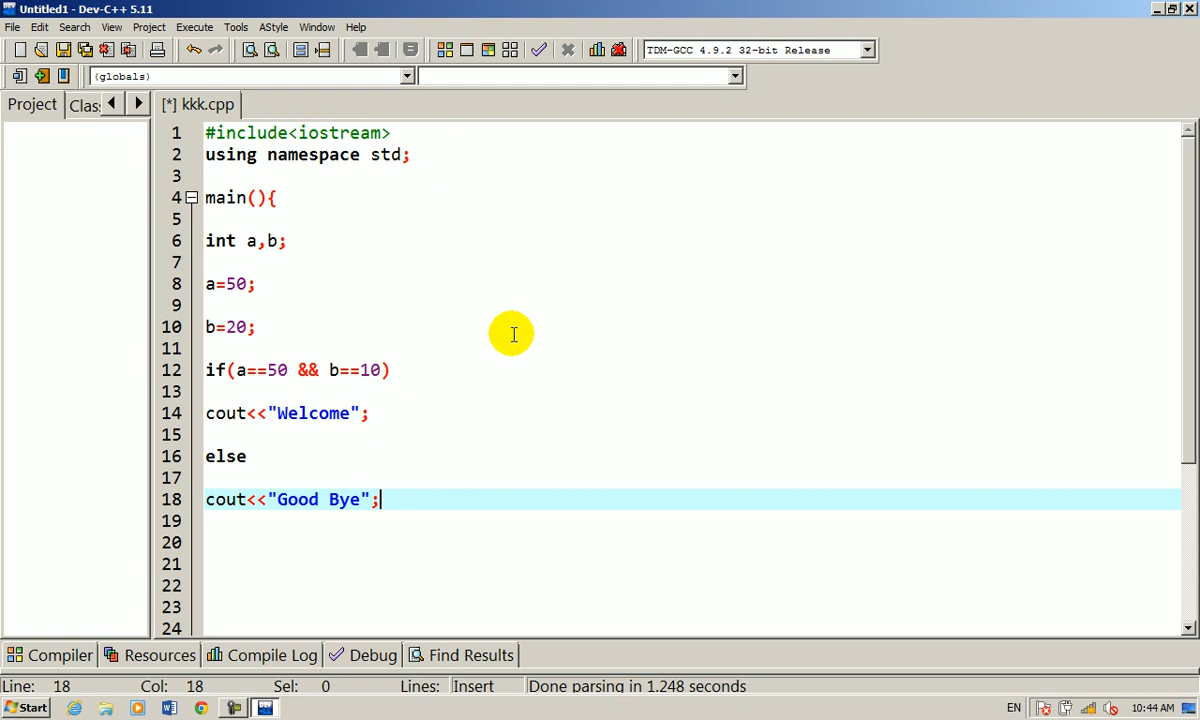 Untitled1 - Dev-C++ 5.11
File Edit Search View Project Execute Tools AStyle Window Help
TDM-GCC 4.9.2 32-bit Release
(globals)
Project Clas [*] kkk.cpp
1 #include<iostream>
2 using namespace std;
3
4 main(){
5
6 int a,b;
7
8 a=50;
9
10 b=20;
11
12 if(a==50 && b==10)
13
14 cout<<"Welcome";
15
16 else
17
18 cout<<"Good Bye";
19
20
21
22
23
24
Compiler Resources Compile Log Debug Find Results
Line: 18 Col: 18 Sel: 0 Lines: Insert Done parsing in 1.248 seconds
Start EN 10:44 AM